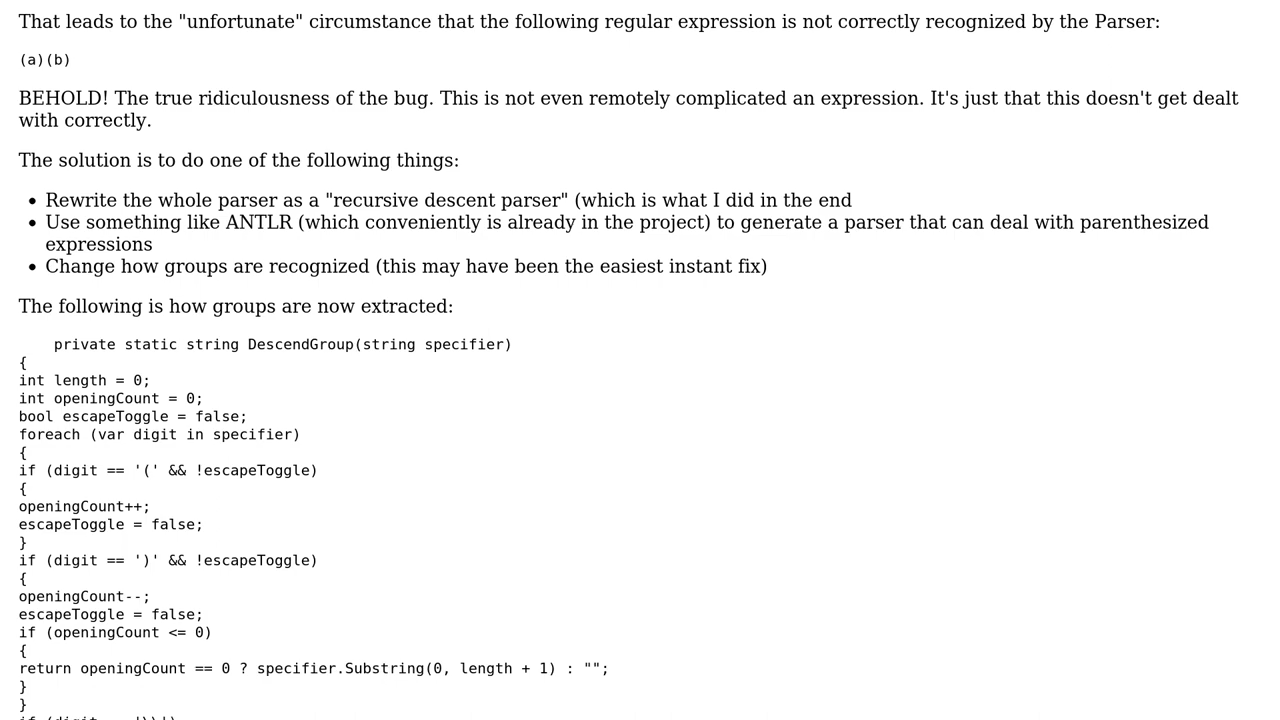 That leads to the "unfortunate" circumstance that the following regular expression is not correctly recognized by the Parser:
(a)(b)
BEHOLD! The true ridiculousness of the bug. This is not even remotely complicated an expression. It's just that this doesn't get dealt
with correctly.
The solution is to do one of the following things:
• Rewrite the whole parser as a "recursive descent parser" (which is what I did in the end
• Use something like ANTLR (which conveniently is already in the project) to generate a parser that can deal with parenthesized
expressions
• Change how groups are recognized (this may have been the easiest instant fix)
The following is how groups are now extracted:
    private static string DescendGroup(string specifier)
{
int length = 0;
int openingCount = 0;
bool escapeToggle = false;
foreach (var digit in specifier)
{
if (digit == '(' && !escapeToggle)
{
openingCount++;
escapeToggle = false;
}
if (digit == ')' && !escapeToggle)
{
openingCount--;
escapeToggle = false;
if (openingCount <= 0)
{
return openingCount == 0 ? specifier.Substring(0, length + 1) : "";
}
}
if (digit == '\\')